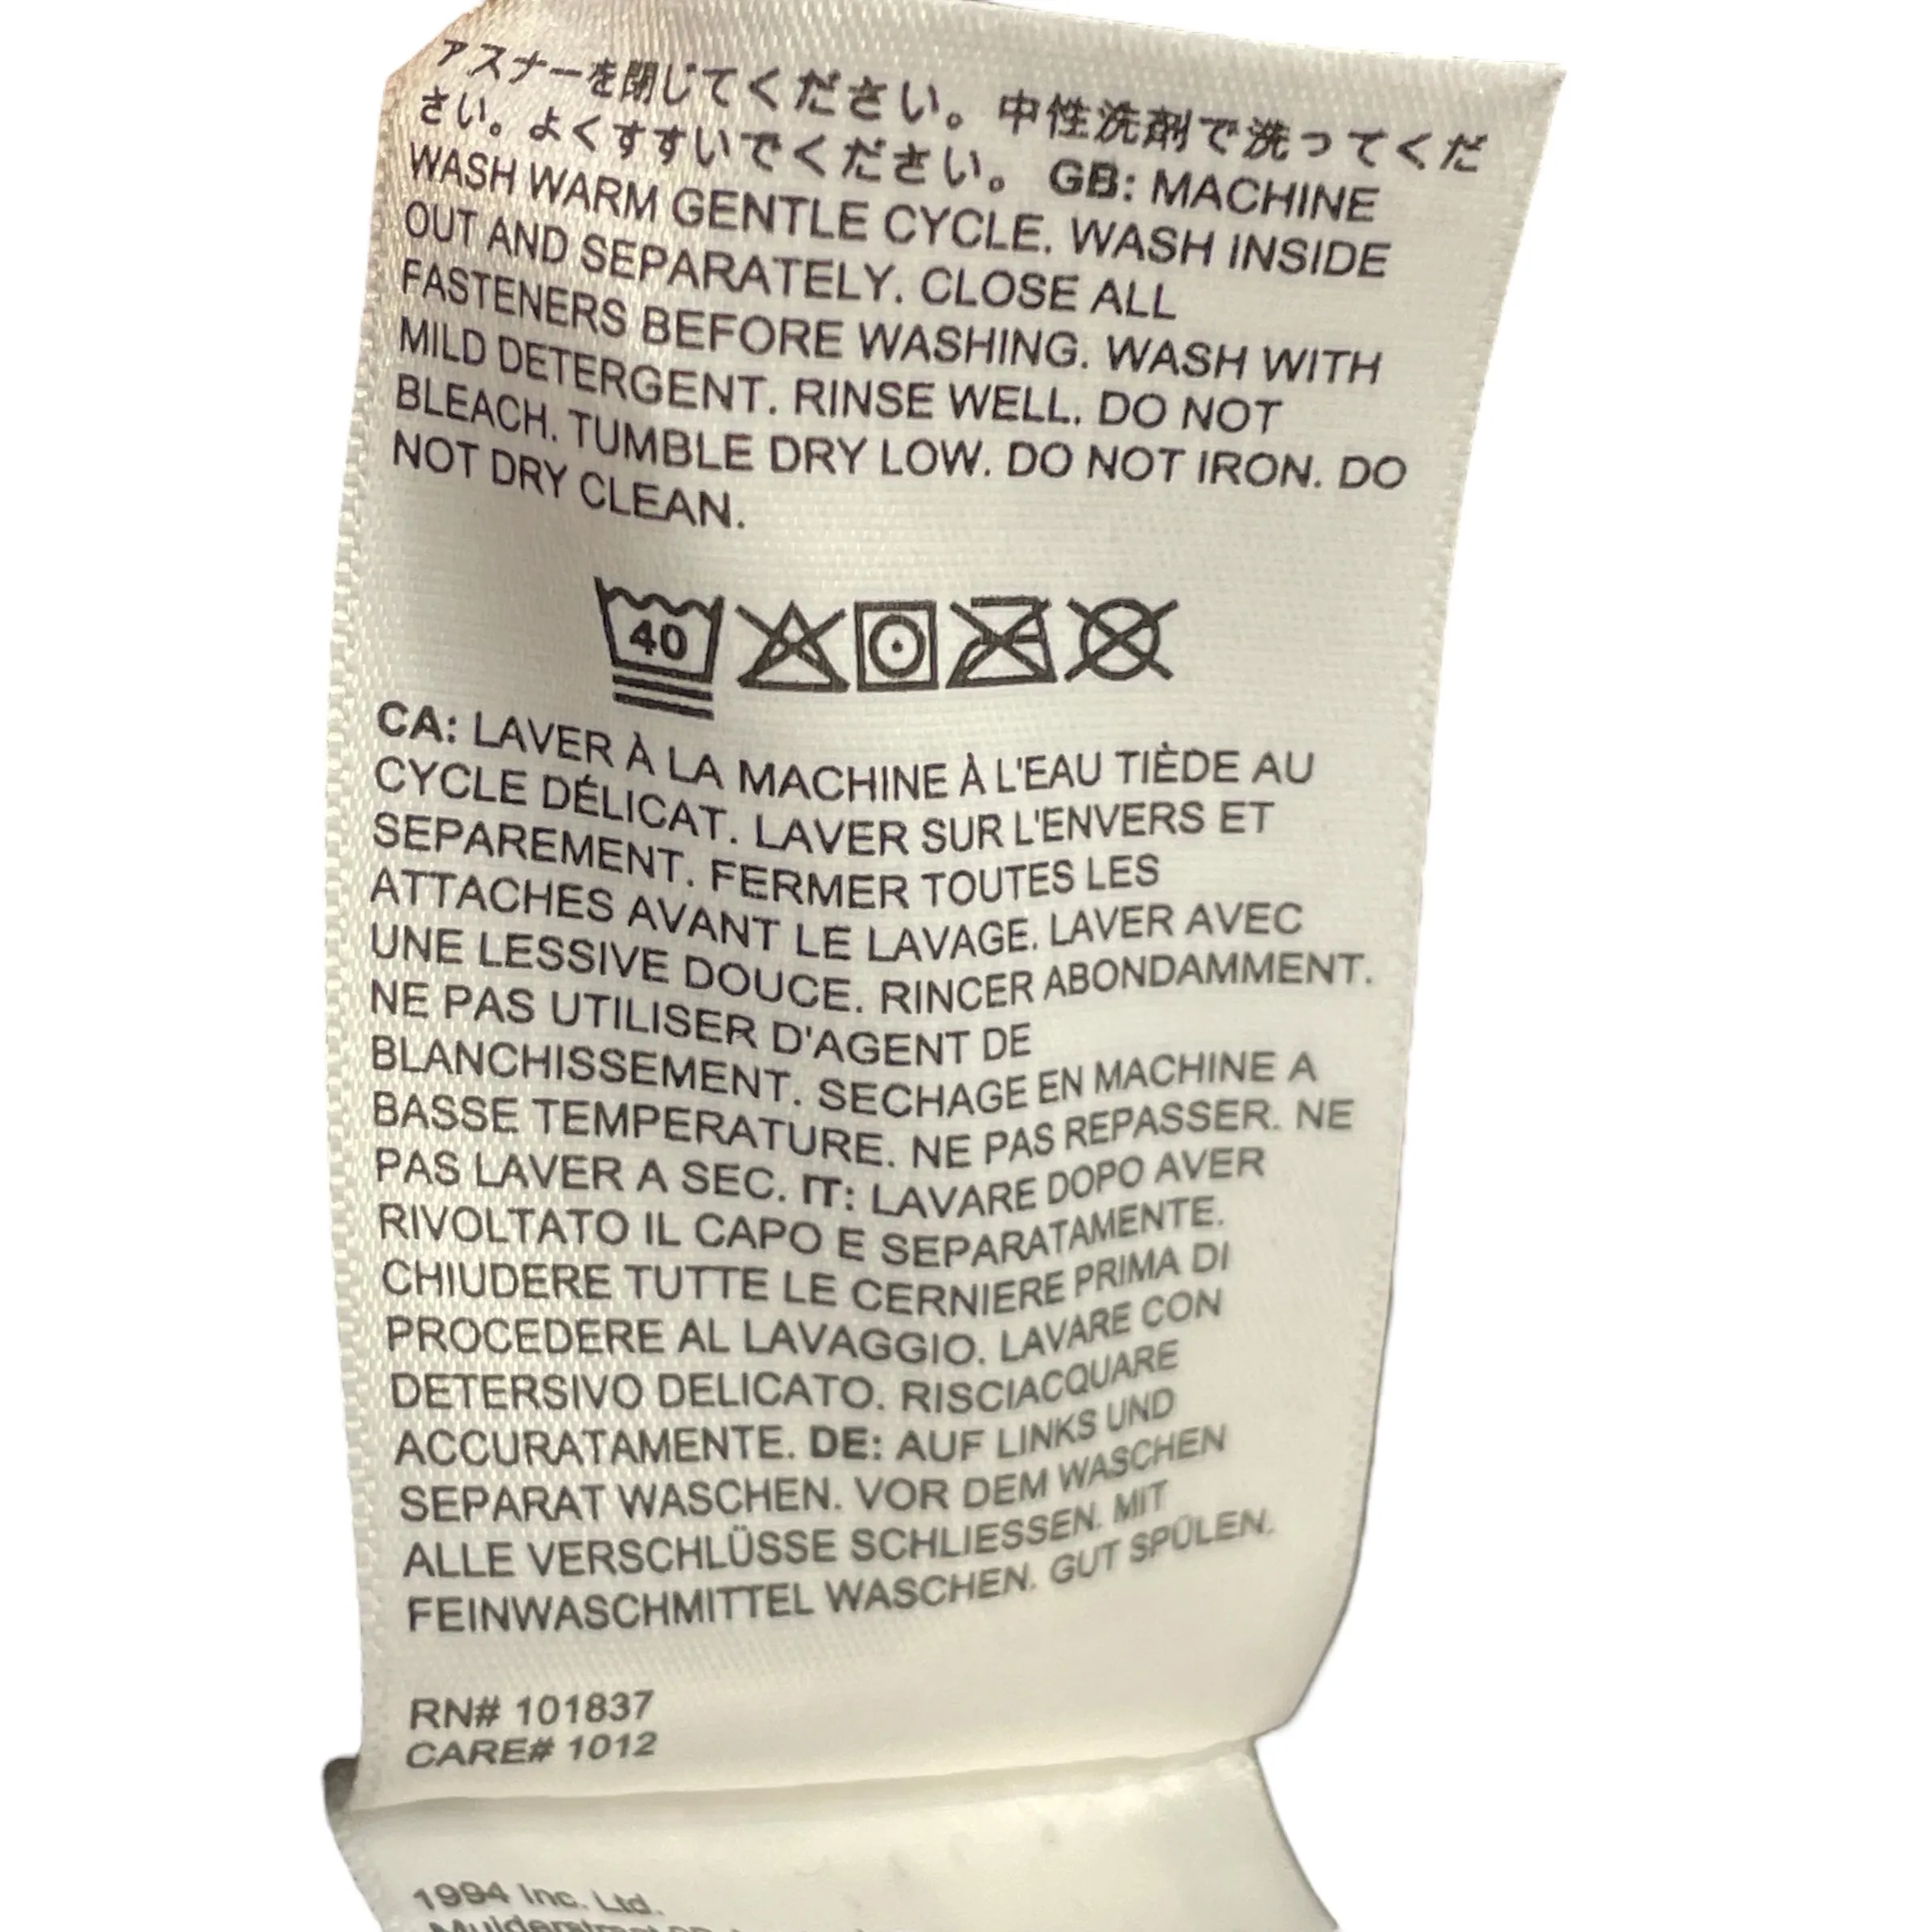 ァスナーを閉じてください。中性洗剤で洗ってくだ
さい。よくすすいでください。 GB: MACHINE
WASH WARM GENTLE CYCLE. WASH INSIDE
OUT AND SEPARATELY. CLOSE ALL
FASTENERS BEFORE WASHING. WASH WITH
MILD DETERGENT. RINSE WELL. DO NOT
BLEACH. TUMBLE DRY LOW. DO NOT IRON. DO
NOT DRY CLEAN.
40
CA: LAVER À LA MACHINE À L'EAU TIÈDE AU
CYCLE DÉLICAT. LAVER SUR L'ENVERS ET
SEPAREMENT. FERMER TOUTES LES
ATTACHES AVANT LE LAVAGE. LAVER AVEC
UNE LESSIVE DOUCE. RINCER ABONDAMMENT.
NE PAS UTILISER D'AGENT DE
BLANCHISSEMENT. SECHAGE EN MACHINE A
BASSE TEMPERATURE. NE PAS REPASSER. NE
PAS LAVER A SEC. IT: LAVARE DOPO AVER
RIVOLTATO IL CAPO E SEPARATAMENTE.
CHIUDERE TUTTE LE CERNIERE PRIMA DI
PROCEDERE AL LAVAGGIO. LAVARE CON
DETERSIVO DELICATO. RISCIACQUARE
ACCURATAMENTE. DE: AUF LINKS UND
SEPARAT WASCHEN. VOR DEM WASCHEN
ALLE VERSCHLÜSSE SCHLIESSEN. MIT
FEINWASCHMITTEL WASCHEN. GUT SPÜLEN.
RN# 101837
CARE# 1012
1994 Inc. Ltd.